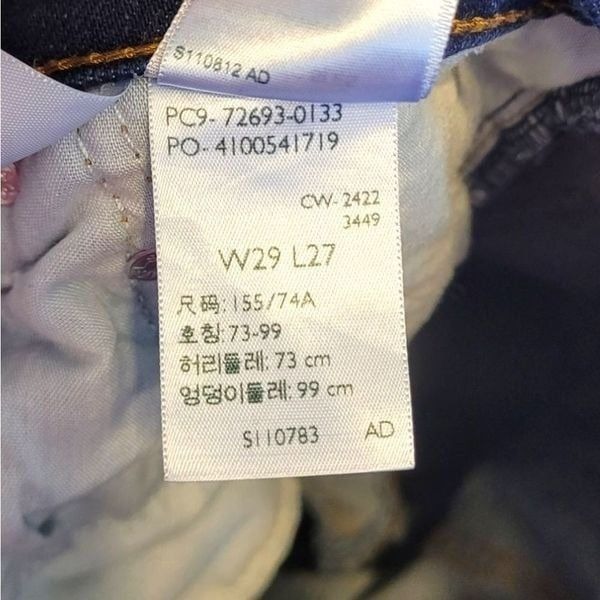 S110812 AD
PC9- 72693-0133
PO- 4100541719
CW- 2422
3449
W29 L27
尺码: 155/74A
호칭: 73-99
허리둘레: 73 cm
엉덩이둘레: 99 cm
S110783 AD